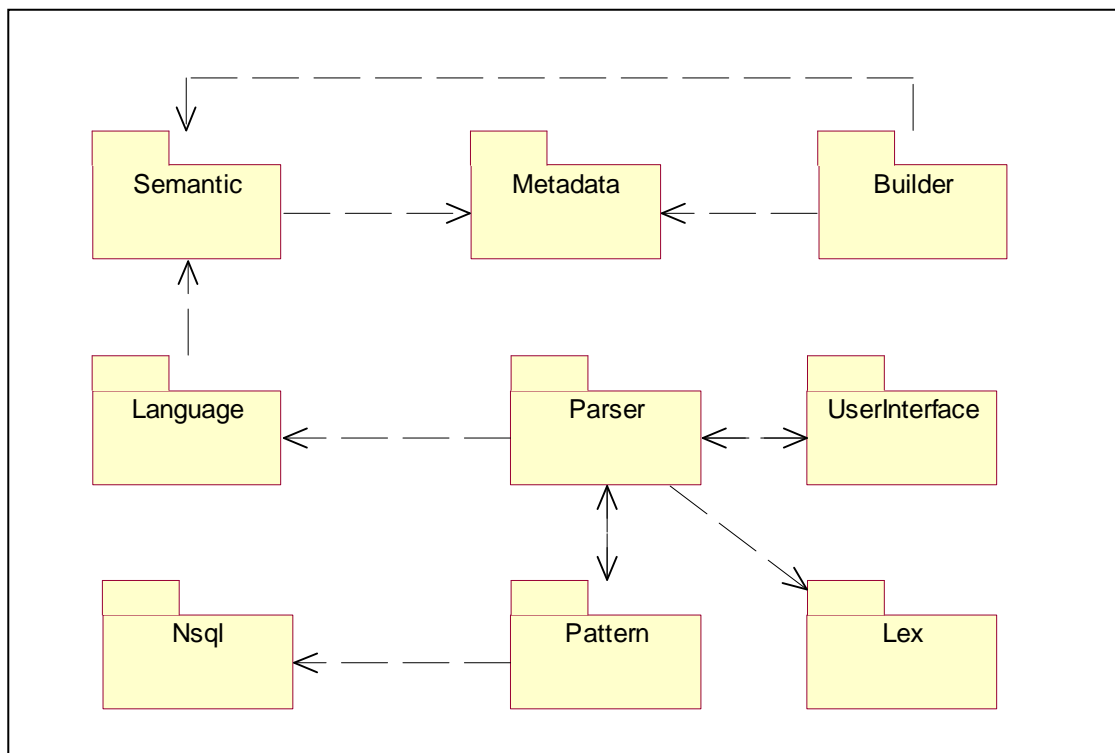 Semantic
Metadata
Builder
Language
Parser
UserInterface
Nsql
Pattern
Lex